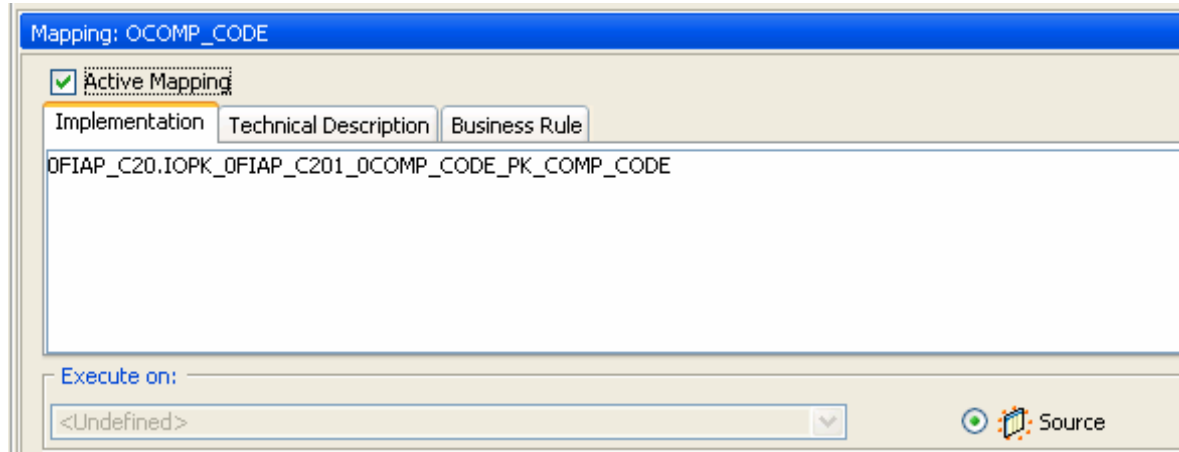 Mapping: OCOMP_CODE
Active Mapping
Implementation Technical Description Business Rule
0FIAP_C20.IOPK_0FIAP_C201_0COMP_CODE_PK_COMP_CODE
Execute on:
<Undefined> Source